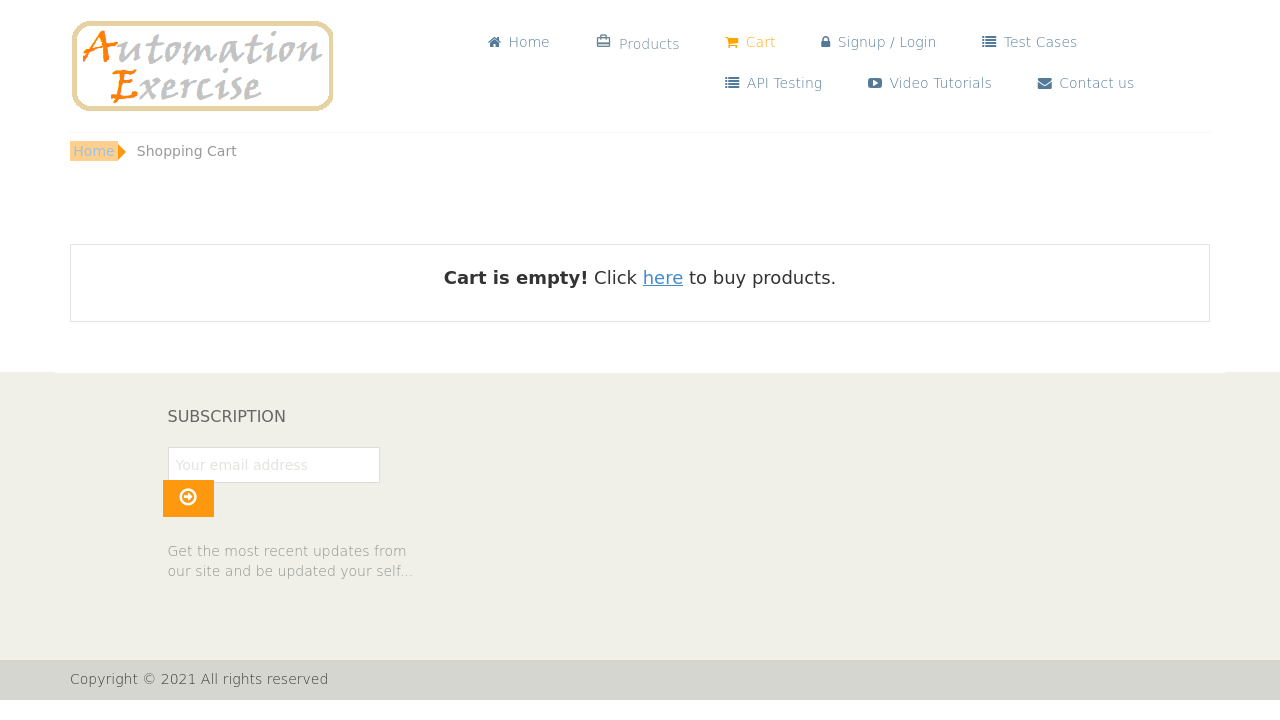 Automation
Exercise
Home
Products
Cart
Signup / Login
Test Cases
API Testing
Video Tutorials
Contact us
Home
Shopping Cart
Cart is empty! Click here to buy products.
SUBSCRIPTION
Your email address
Get the most recent updates from
our site and be updated your self...
Copyright © 2021 All rights reserved